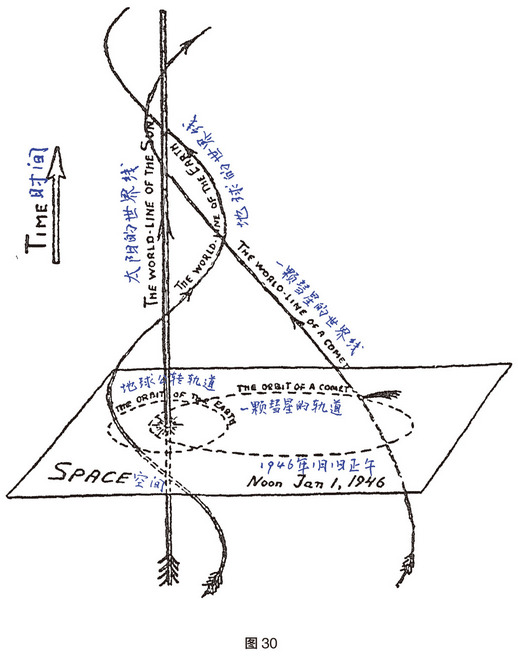 TIME 时间
太阳的世界线
THE WORLD-LINE OF THE SUN
THE WORLD-LINE OF THE EARTH
地球的世界线
THE WORLD-LINE OF A COMET
一颗彗星的世界线
地球公转轨道
THE ORBIT OF THE EARTH
THE ORBIT OF A COMET
一颗彗星的轨道
SPACE 空间
1946年1月1日正午
Noon Jan 1, 1946
图 30